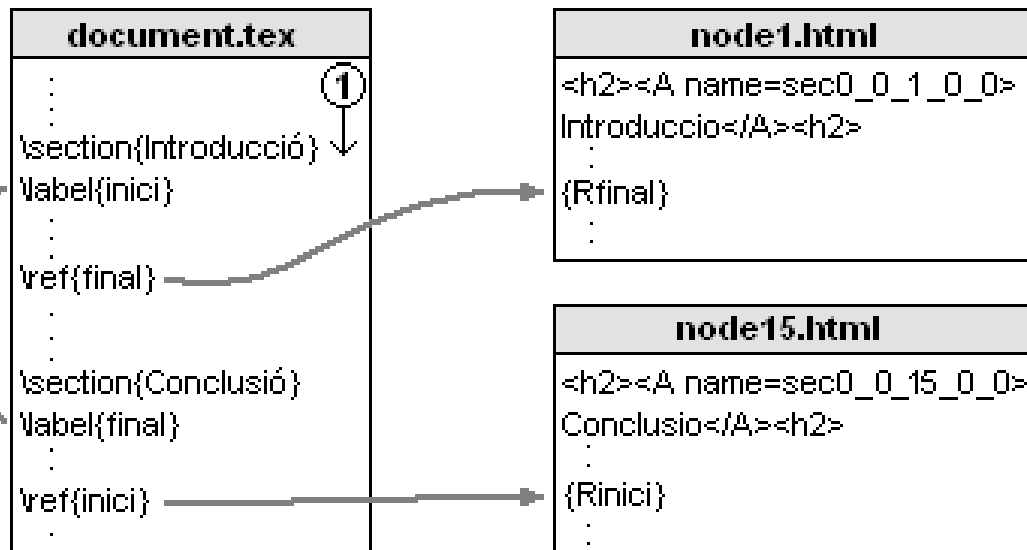 document.tex
1
\section{Introducció}
\label{inici}
\ref{final}
\section{Conclusió}
\label{final}
\ref{inici}
node1.html
<h2><A name=sec0_0_1_0_0>
Introduccio</A><h2>
{Rfinal}
node15.html
<h2><A name=sec0_0_15_0_0>
Conclusio</A><h2>
{Rinici}